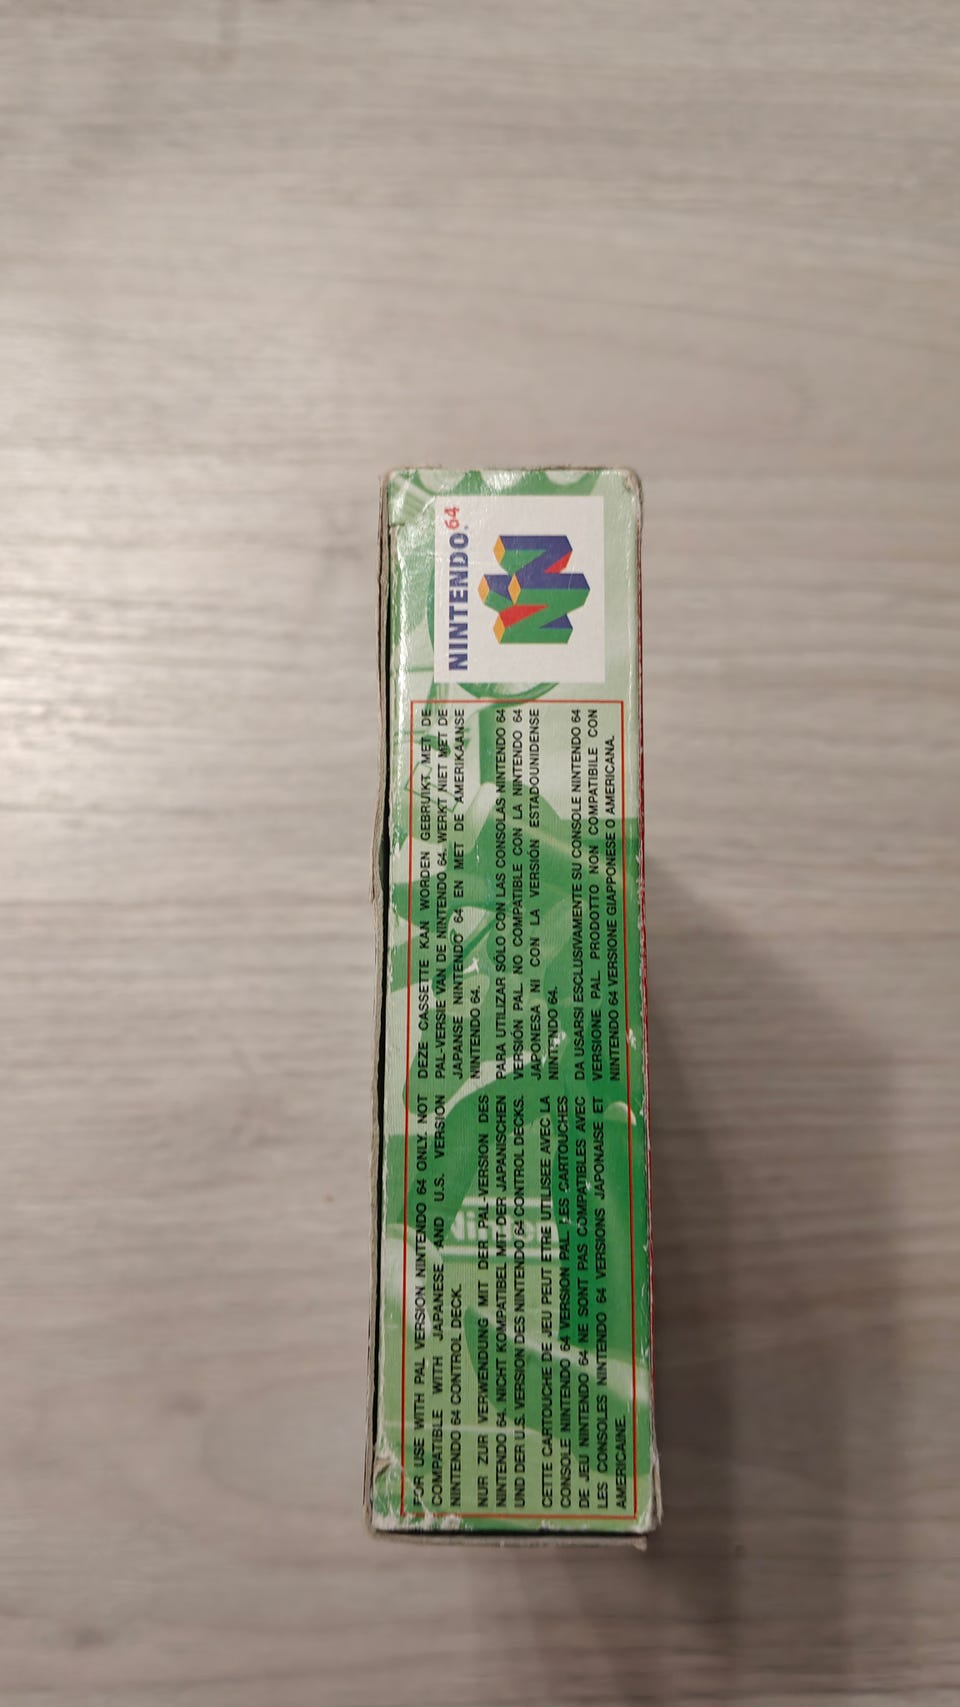 FOR USE WITH PAL VERSION NINTENDO 64 ONLY. NOT
COMPATIBLE WITH JAPANESE AND U.S. VERSION
NINTENDO 64 CONTROL DECK.
NUR ZUR VERWENDUNG MIT DER PAL-VERSION DES
NINTENDO 64. NICHT KOMPATIBEL MIT DER JAPANISCHEN
UND DER U.S. VERSION DES NINTENDO 64 CONTROL DECKS.
CETTE CARTOUCHE DE JEU PEUT ETRE UTILISEE AVEC LA
CONSOLE NINTENDO 64 VERSION PAL. LES CARTOUCHES
DE JEU NINTENDO 64 NE SONT PAS COMPATIBLES AVEC
LES CONSOLES NINTENDO 64 VERSIONS JAPONAISE ET
AMERICAINE.
DEZE CASSETTE KAN WORDEN GEBRUIKT MET DE
PAL-VERSIE VAN DE NINTENDO 64. WERKT NIET MET DE
JAPANSE NINTENDO 64 EN MET DE AMERIKAANSE
NINTENDO 64.
PARA UTILIZAR SÓLO CON LAS CONSOLAS NINTENDO 64
VERSIÓN PAL. NO COMPATIBLE CON LA NINTENDO 64
JAPONESA NI CON LA VERSIÓN ESTADOUNIDENSE
NINTENDO 64.
DA USARSI ESCLUSIVAMENTE SU CONSOLE NINTENDO 64
VERSIONE PAL. PRODOTTO NON COMPATIBILE CON
NINTENDO 64 VERSIONE GIAPPONESE O AMERICANA.
NINTENDO 64